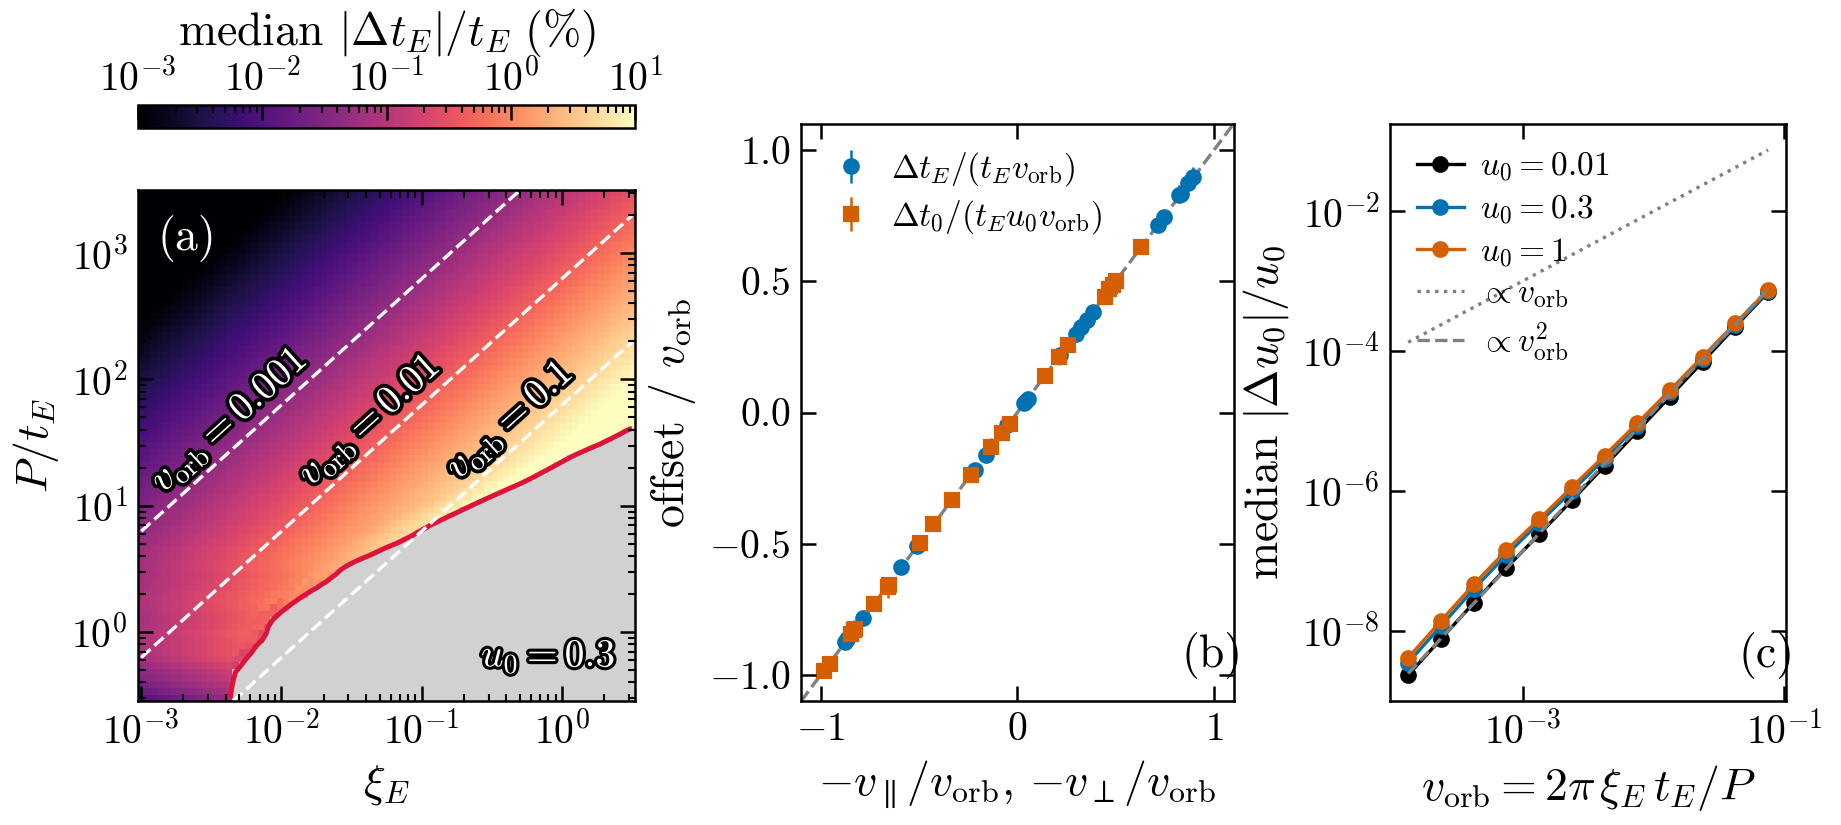 median |Δt_E|/t_E (%)
10^−3 10^−2 10^−1 10^0 10^1
(a)
v_orb = 0.001
v_orb = 0.01
v_orb = 0.1
u_0 = 0.3
10^3
10^2
10^1
10^0
P/t_E
10^−3 10^−2 10^−1 10^0
ξ_E
offset / v_orb
1.0
0.5
0.0
−0.5
−1.0
Δt_E/(t_E v_orb)
Δt_0/(t_E u_0 v_orb)
(b)
−1 0 1
−v_∥/v_orb, −v_⊥/v_orb
median |Δu_0|/u_0
10^−2
10^−4
10^−6
10^−8
u_0 = 0.01
u_0 = 0.3
u_0 = 1
∝ v_orb
∝ v_orb^2
(c)
10^−3 10^−1
v_orb = 2π ξ_E t_E/P